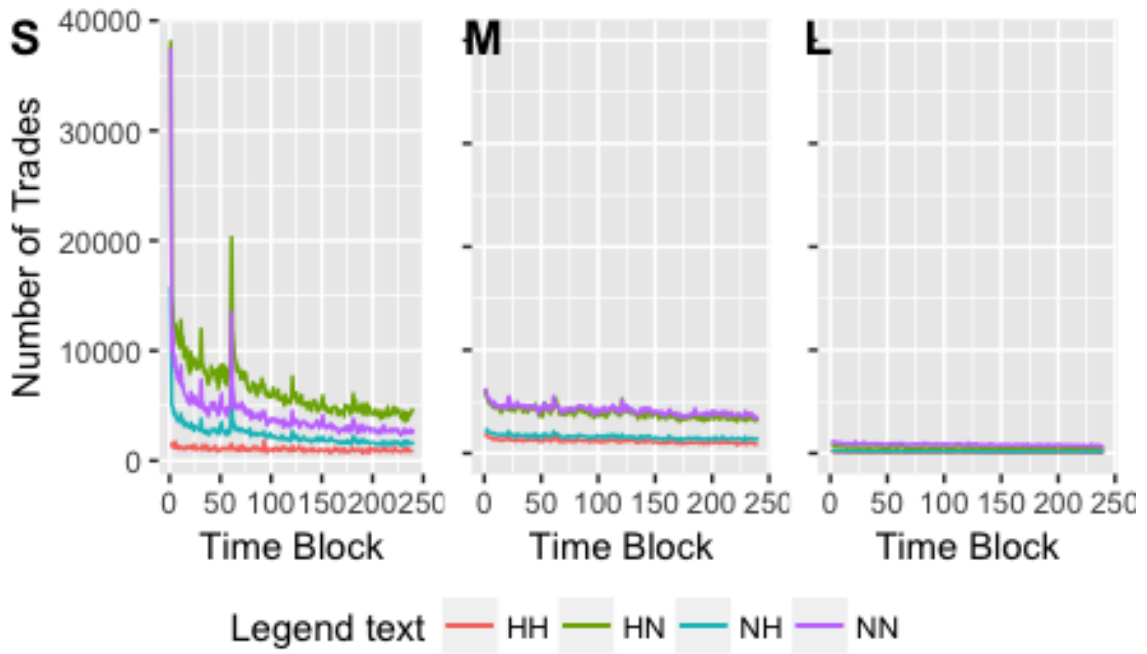 S M L
Number of Trades
40000
30000
20000
10000
0
0 50 100 150 200 250 0 50 100 150 200 250 0 50 100 150 200 250
Time Block Time Block Time Block
Legend text HH HN NH NN